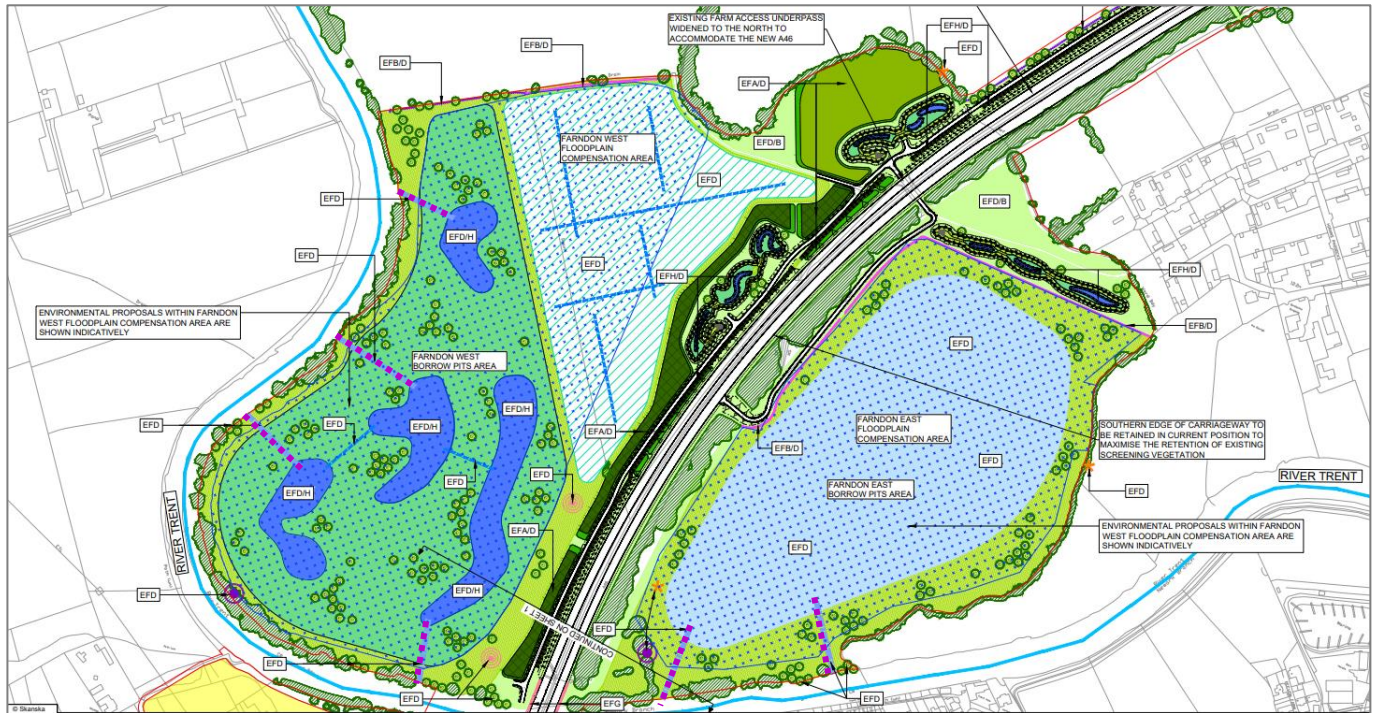 EXISTING FARM ACCESS UNDERPASS
WIDENED TO THE NORTH TO
ACCOMMODATE THE NEW A46
EFH/D
EFD
EFB/D
EFB/D
EFA/D
FARNDON WEST
FLOODPLAIN
COMPENSATION AREA
EFD/B
EFD
EFD
EFD/B
EFD/H
EFD
EFD
EFH/D
EFH/D
ENVIRONMENTAL PROPOSALS WITHIN FARNDON
WEST FLOODPLAIN COMPENSATION AREA ARE
SHOWN INDICATIVELY
EFB/D
EFD
FARNDON WEST
BORROW PITS AREA
EFD/H
EFD
EFD
EFD/H
EFA/D
EFB/D
FARNDON EAST
FLOODPLAIN
COMPENSATION AREA
EFD
SOUTHERN EDGE OF CARRIAGEWAY TO
BE RETAINED IN CURRENT POSITION TO
MAXIMISE THE RETENTION OF EXISTING
SCREENING VEGETATION
EFD
EFD
EFD/H
RIVER TRENT
FARNDON EAST
BORROW PITS AREA
EFD
RIVER TRENT
EFA/D
ENVIRONMENTAL PROPOSALS WITHIN FARNDON
WEST FLOODPLAIN COMPENSATION AREA ARE
SHOWN INDICATIVELY
EFD
EFD
EFD/H
CONTINUED ON SHEET 1
EFD
EFD
EFD
EFG
EFD
© Skanska